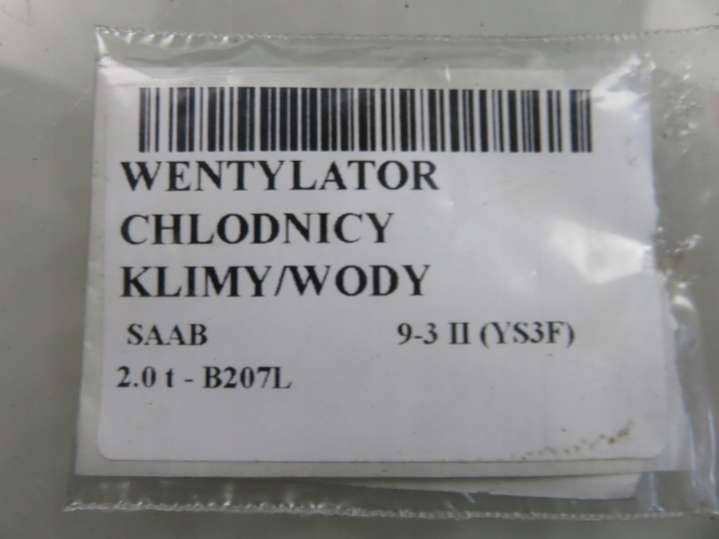 WENTYLATOR
CHLODNICY
KLIMY/WODY
SAAB 9-3 II (YS3F)
2.0 t - B207L